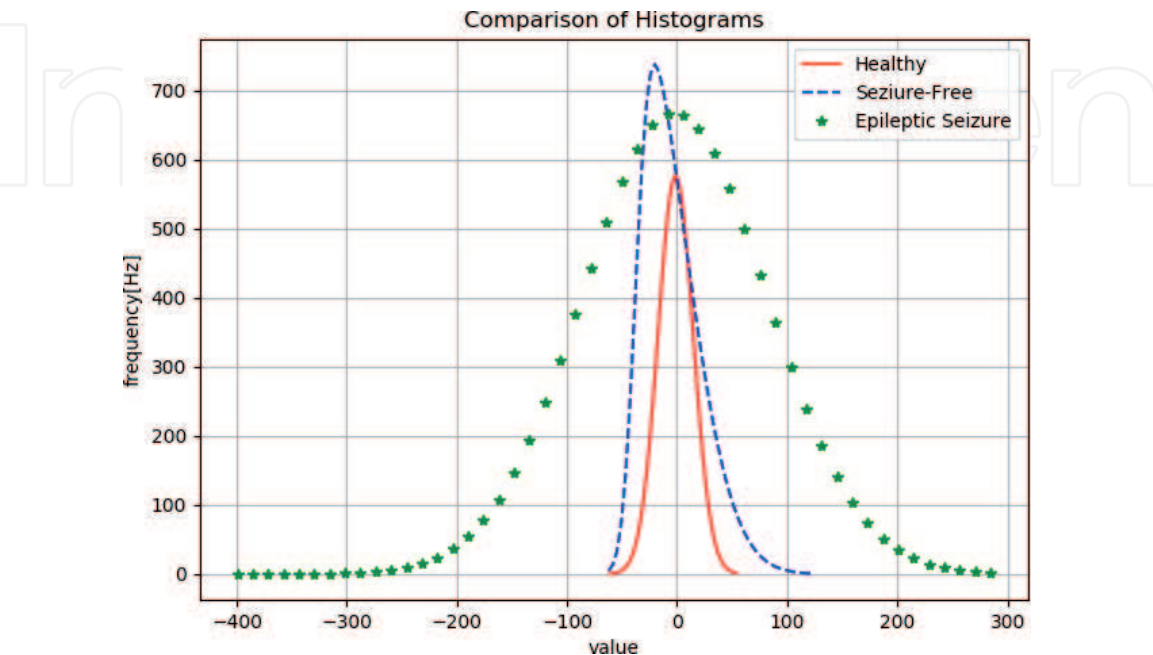 Comparison of Histograms
Healthy
Seziure-Free
Epileptic Seizure
frequency[Hz]
700
600
500
400
300
200
100
0
−400 −300 −200 −100 0 100 200 300
value